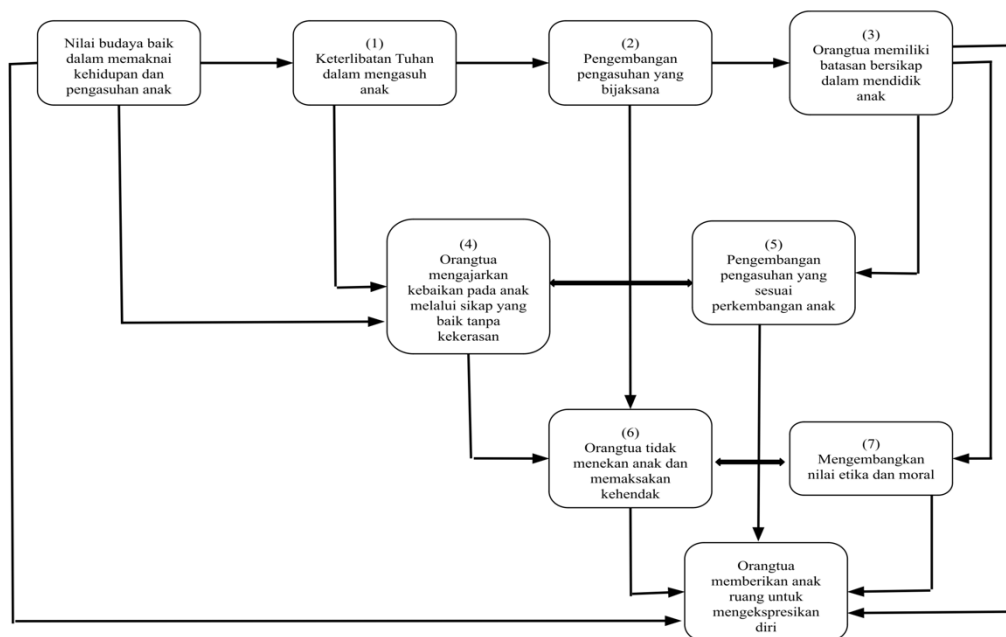 Nilai budaya baik
dalam memaknai
kehidupan dan
pengasuhan anak
(1)
Keterlibatan Tuhan
dalam mengasuh
anak
(2)
Pengembangan
pengasuhan yang
bijaksana
(3)
Orangtua memiliki
batasan bersikap
dalam mendidik
anak
(4)
Orangtua
mengajarkan
kebaikan pada anak
melalui sikap yang
baik tanpa
kekerasan
(5)
Pengembangan
pengasuhan yang
sesuai
perkembangan anak
(6)
Orangtua tidak
menekan anak dan
memaksakan
kehendak
(7)
Mengembangkan
nilai etika dan moral
Orangtua
memberikan anak
ruang untuk
mengekspresikan
diri